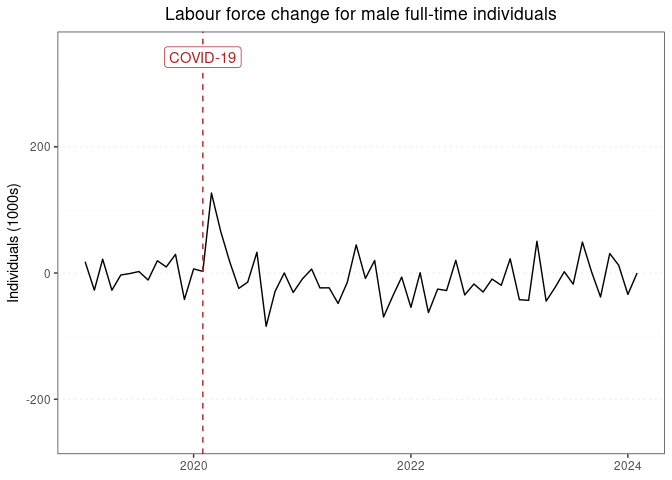 Labour force change for male full-time individuals
COVID-19
Individuals (1000s)
200
0
-200
2020
2022
2024